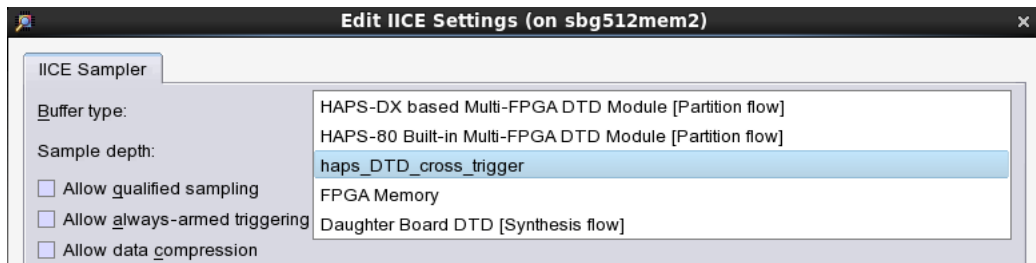 Edit IICE Settings (on sbg512mem2)
IICE Sampler
Buffer type:
HAPS-DX based Multi-FPGA DTD Module [Partition flow]
HAPS-80 Built-in Multi-FPGA DTD Module [Partition flow]
Sample depth:
haps_DTD_cross_trigger
Allow qualified sampling
FPGA Memory
Allow always-armed triggering
Daughter Board DTD [Synthesis flow]
Allow data compression